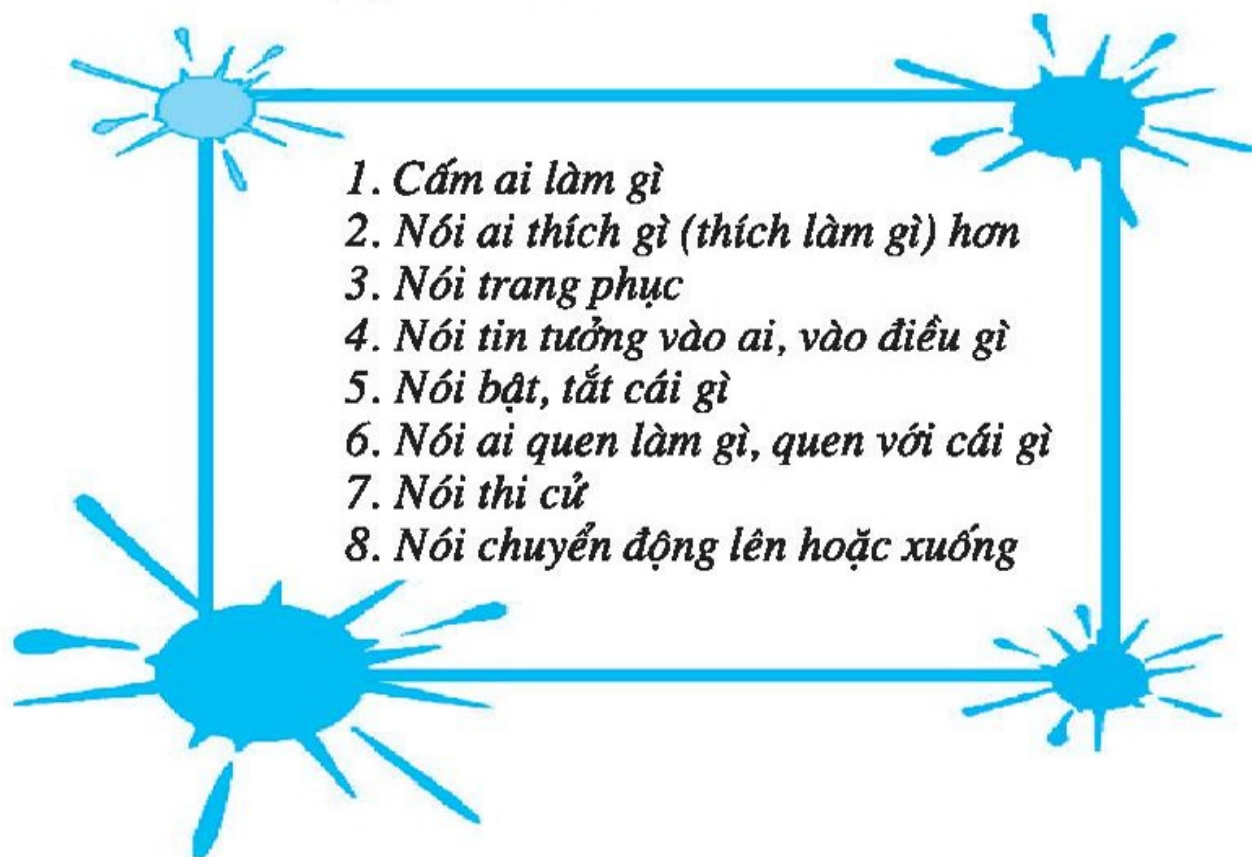 1. Cấm ai làm gì
2. Nói ai thích gì (thích làm gì) hơn
3. Nói trang phục
4. Nói tin tưởng vào ai, vào điều gì
5. Nói bật, tắt cái gì
6. Nói ai quen làm gì, quen với cái gì
7. Nói thi cử
8. Nói chuyển động lên hoặc xuống